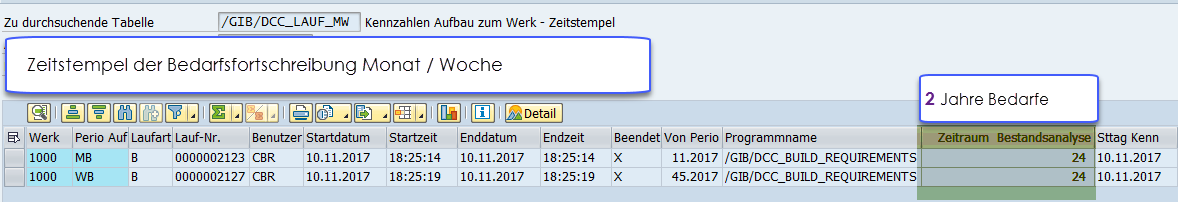 Zu durchsuchende Tabelle /GIB/DCC_LAUF_MW Kennzahlen Aufbau zum Werk - Zeitstempel
Zeitstempel der Bedarfsfortschreibung Monat / Woche
2 Jahre Bedarfe
Detail
Werk Perio Auf Laufart Lauf-Nr. Benutzer Startdatum Startzeit Enddatum Endzeit Beendet Von Perio Programmname Zeitraum Bestandsanalyse Sttag Kenn
1000 MB B 0000002123 CBR 10.11.2017 18:25:14 10.11.2017 18:25:14 X 11.2017 /GIB/DCC_BUILD_REQUIREMENTS 24 10.11.2017
1000 WB B 0000002123 CBR 10.11.2017 18:25:19 10.11.2017 18:25:19 X 45.2017 /GIB/DCC_BUILD_REQUIREMENTS 24 10.11.2017